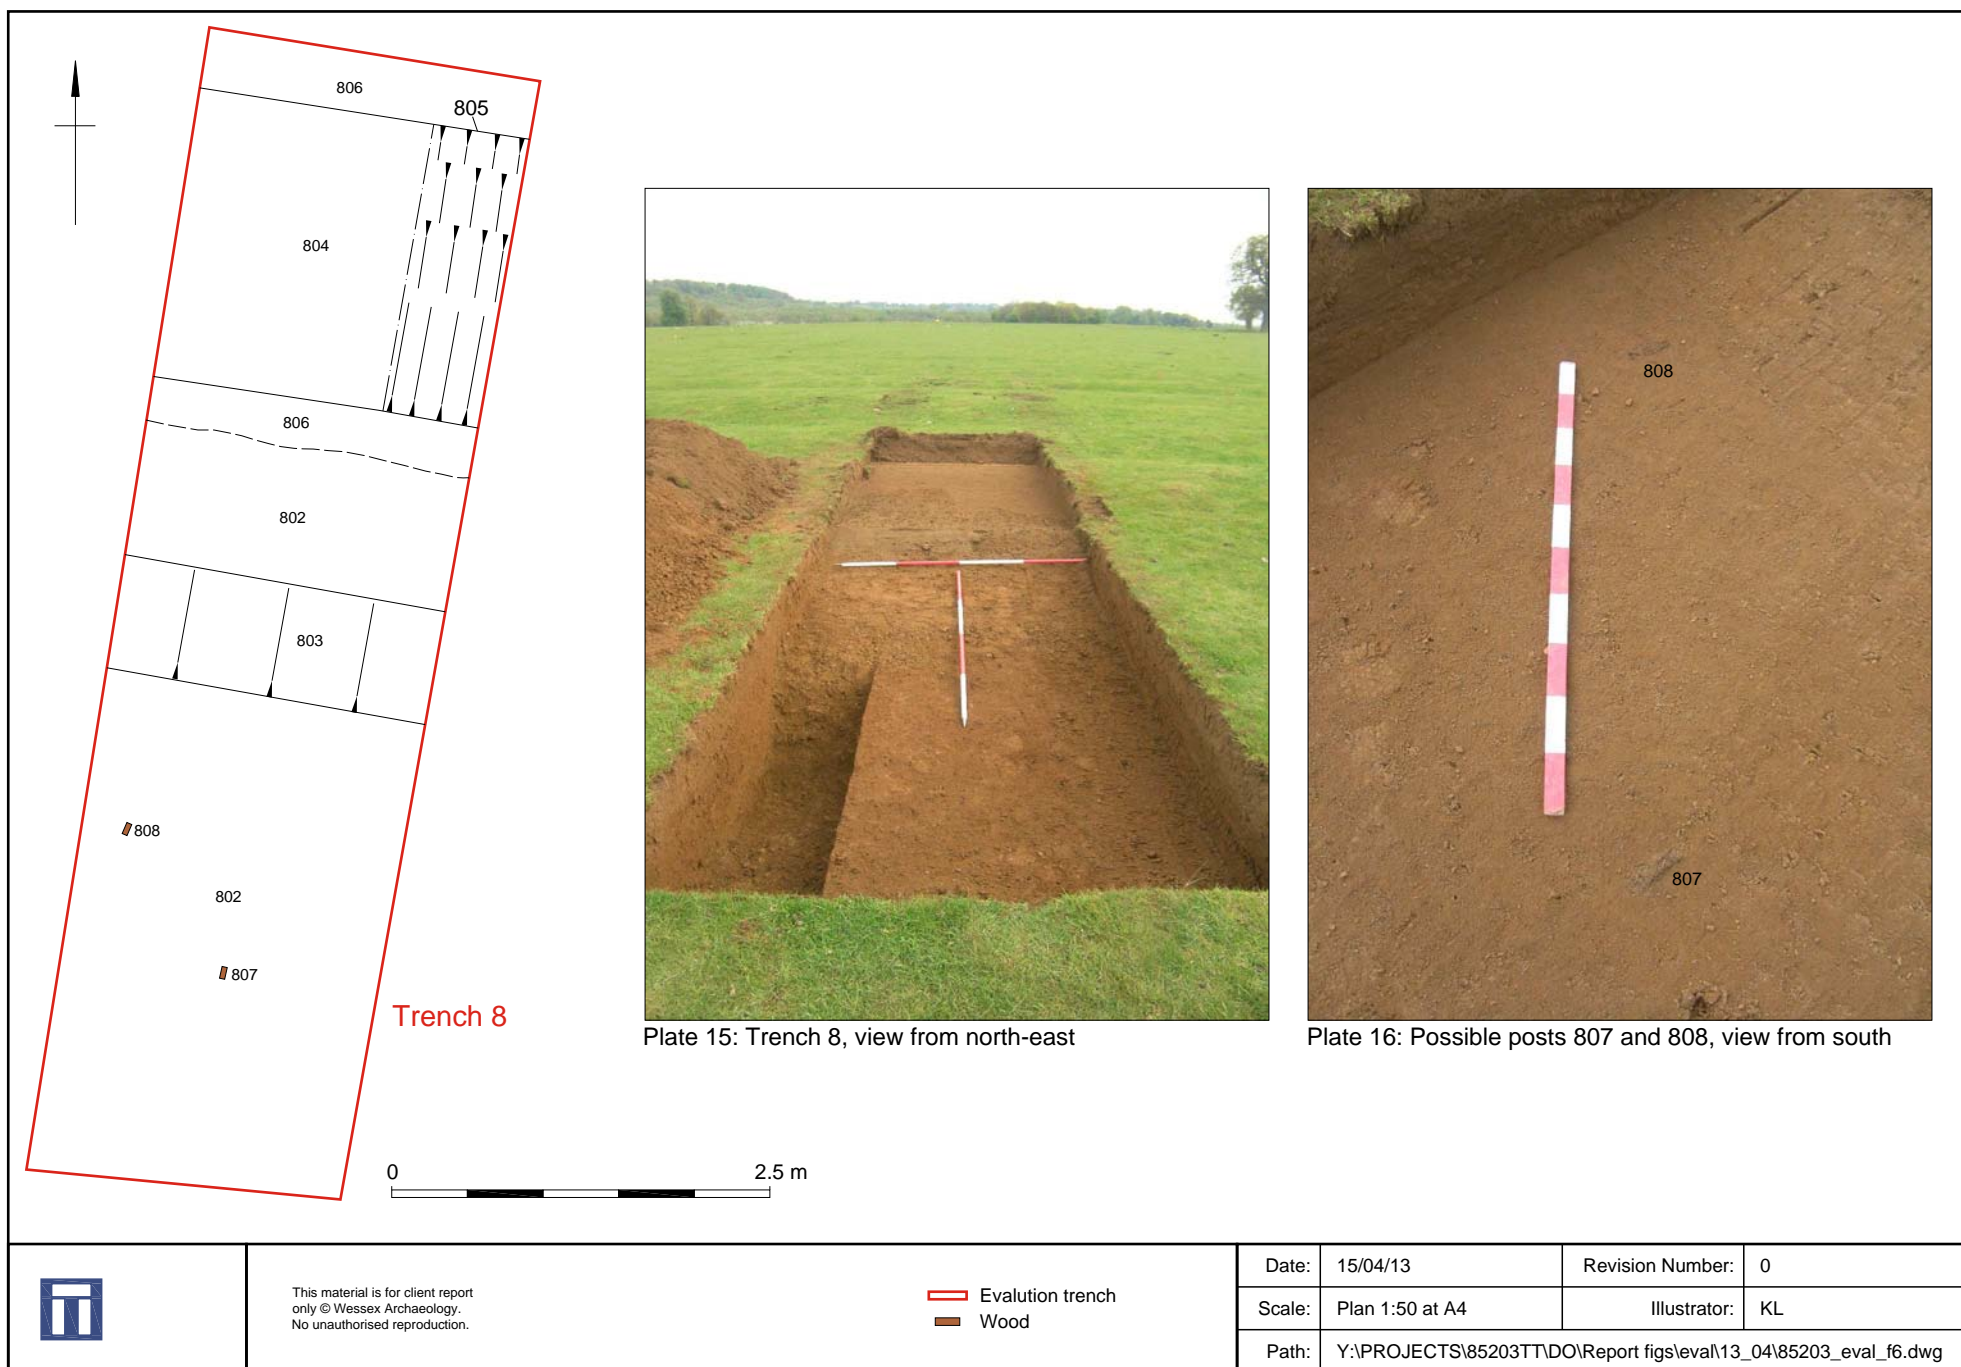 806
805
804
806
802
803
808
802
807
Trench 8
0 2.5 m
808
807
Plate 15: Trench 8, view from north-east
Plate 16: Possible posts 807 and 808, view from south
This material is for client report
only © Wessex Archaeology.
No unauthorised reproduction.
Evalution trench
Wood
Date: 15/04/13 Revision Number: 0
Scale: Plan 1:50 at A4 Illustrator: KL
Path: Y:\PROJECTS\85203TT\DO\Report figs\eval\13_04\85203_eval_f6.dwg